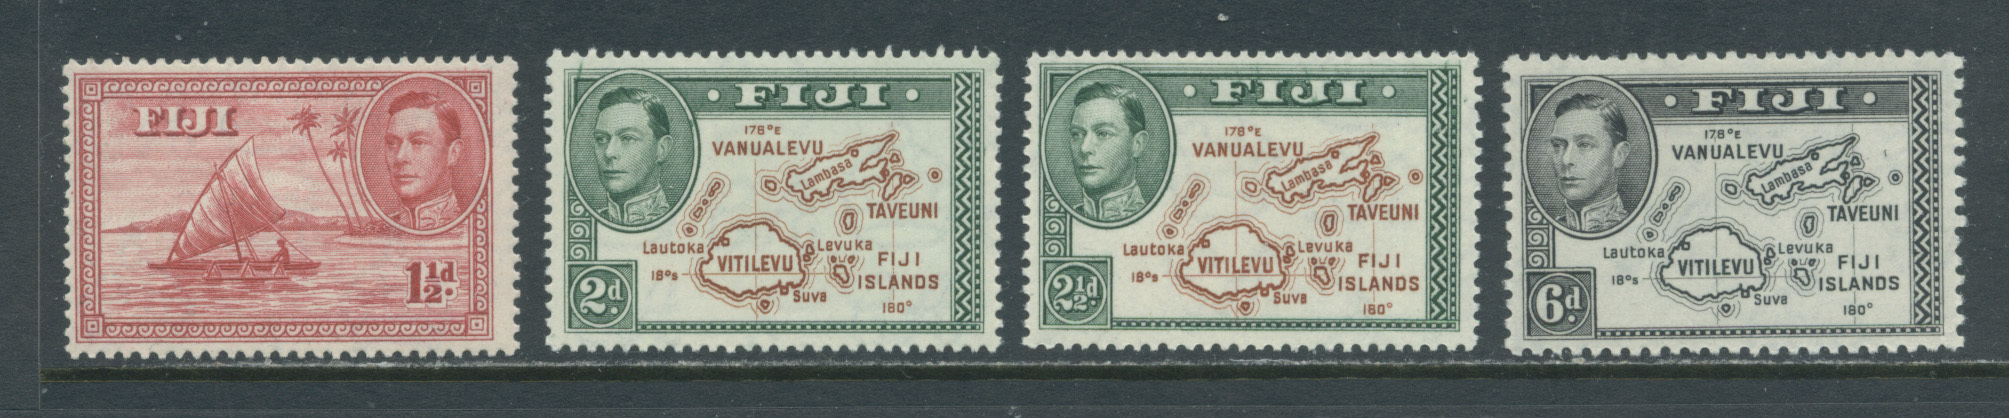 FIJI
1½d.
· FIJI ·
178°E
VANUALEVU
Lambasa
TAVEUNI
Lautoka
Levuka
VITILEVU
FIJI
18°S
ISLANDS
Suva
180°
2d.
· FIJI ·
178°E
VANUALEVU
Lambasa
TAVEUNI
Lautoka
Levuka
VITILEVU
FIJI
18°S
ISLANDS
Suva
180°
2½d.
· FIJI ·
178°E
VANUALEVU
Lambasa
TAVEUNI
Lautoka
Levuka
VITILEVU
FIJI
18°S
ISLANDS
Suva
180°
6d.